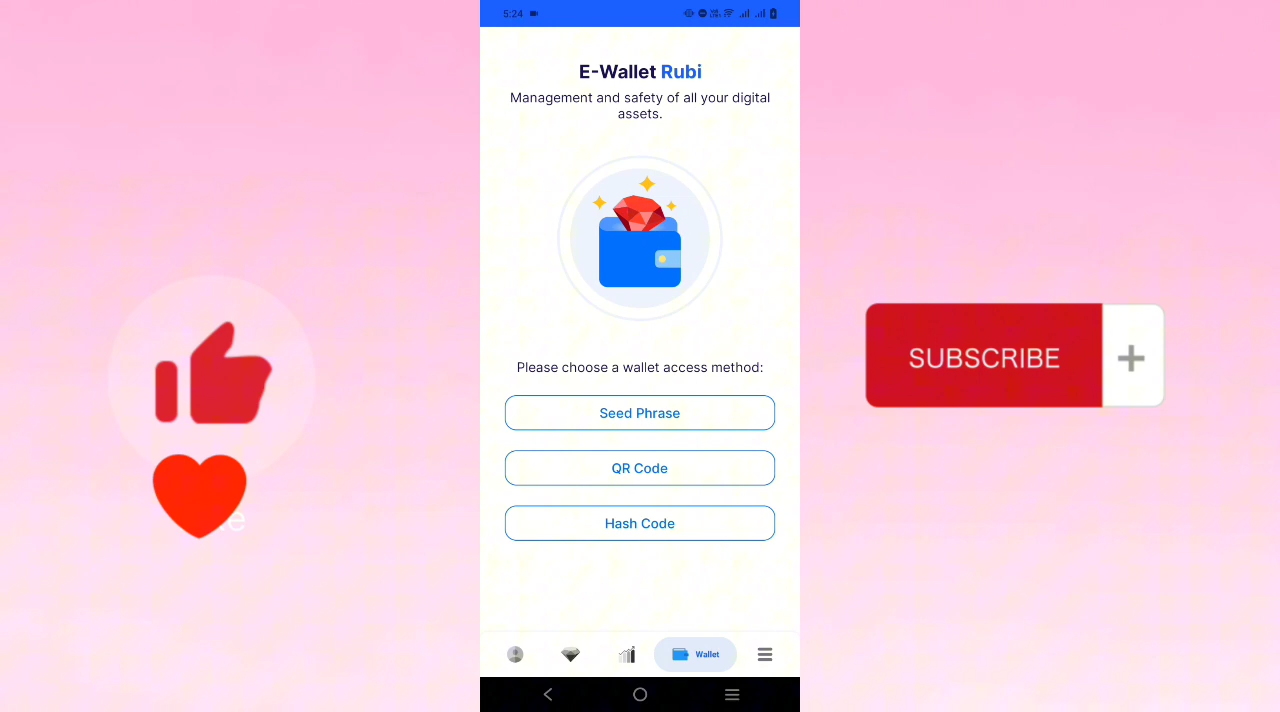 5:24
E-Wallet Rubi
Management and safety of all your digital
assets.
Please choose a wallet access method:
Seed Phrase
QR Code
Hash Code
Wallet
SUBSCRIBE